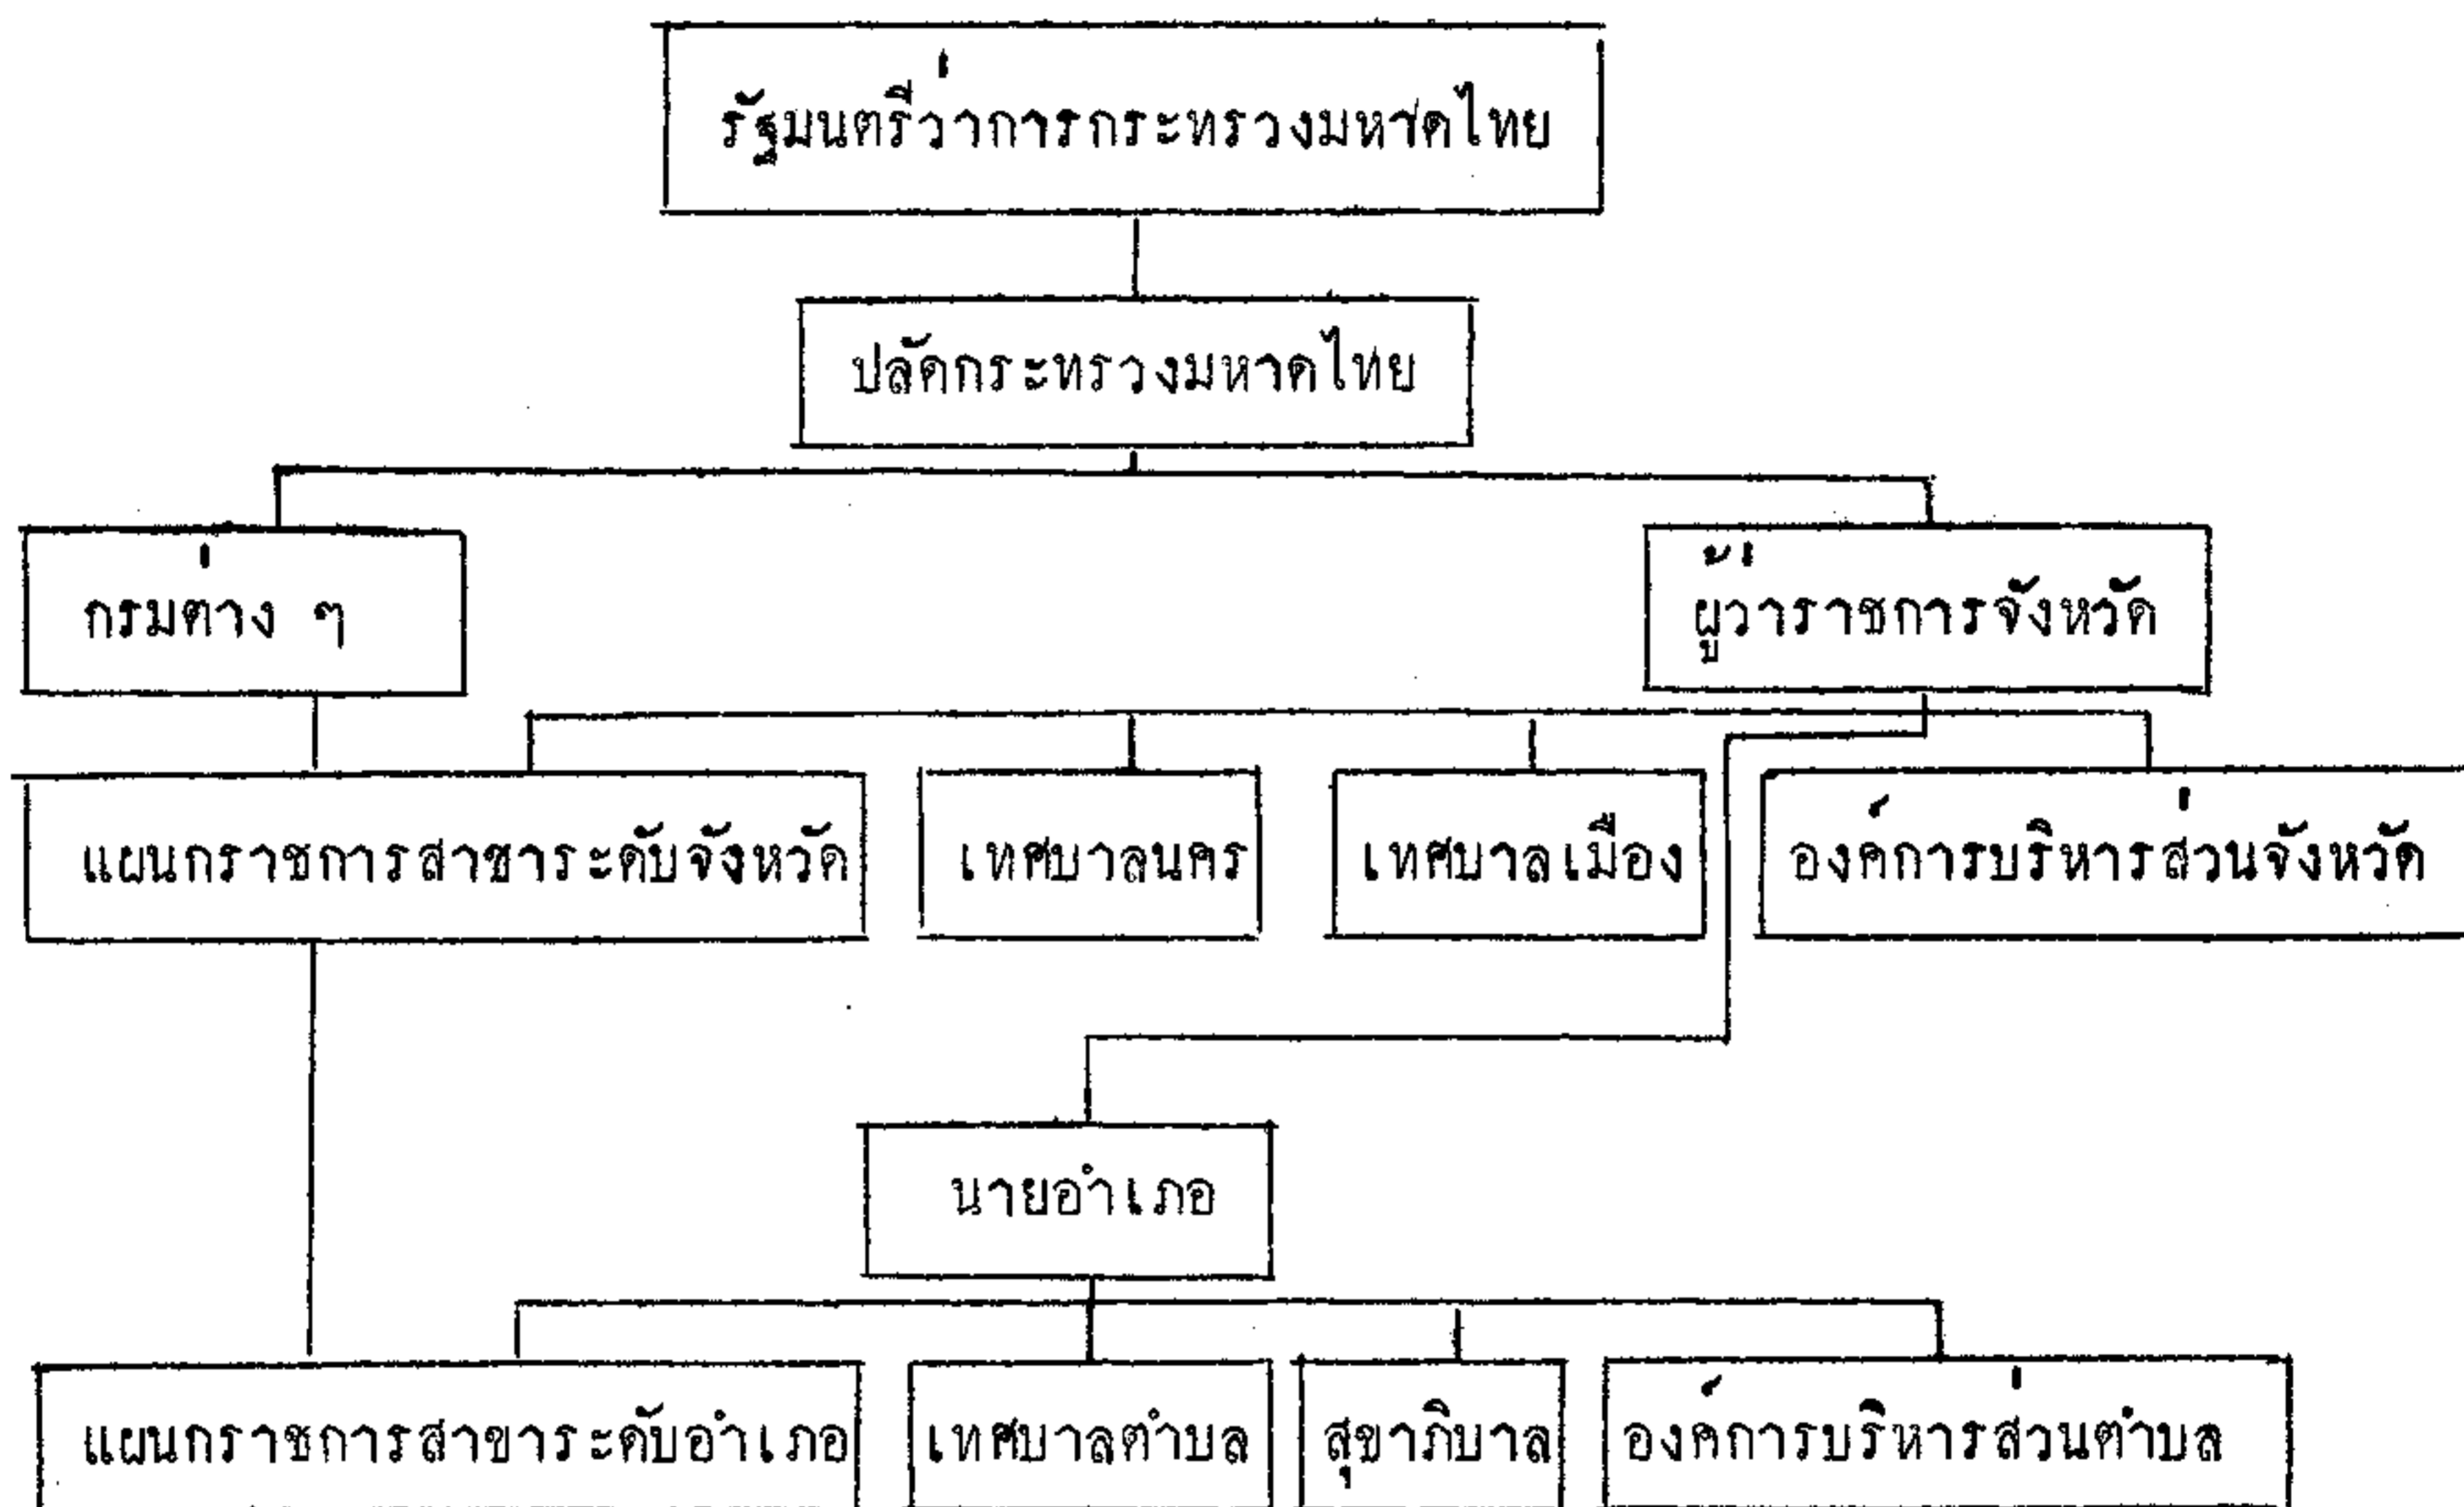 รัฐมนตรีว่าการกระทรวงมหาดไทย
ปลัดกระทรวงมหาดไทย
กรมต่าง ๆ
ผู้ว่าราชการจังหวัด
แผนกราชการสาขาระดับจังหวัด
เทศบาลนคร
เทศบาลเมือง
องค์การบริหารส่วนจังหวัด
นายอำเภอ
แผนกราชการสาขาระดับอำเภอ
เทศบาลตำบล
สุขาภิบาล
องค์การบริหารส่วนตำบล